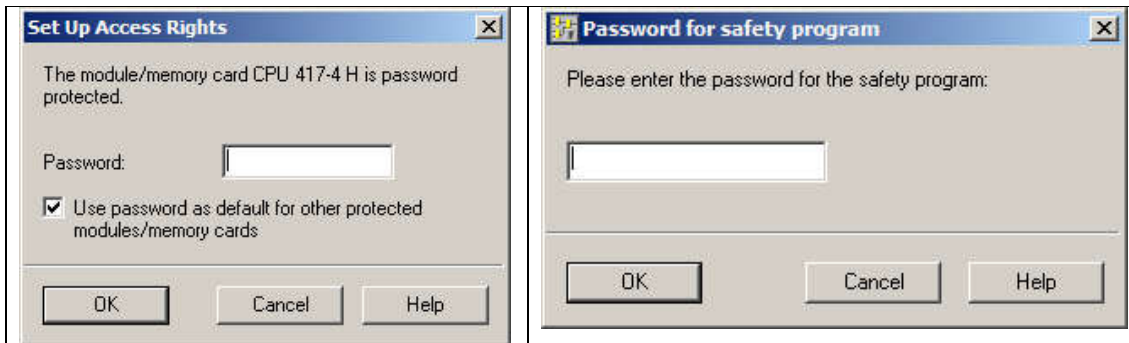 Set Up Access Rights
The module/memory card CPU 417-4 H is password
protected.
Password:
Use password as default for other protected
modules/memory cards
OK Cancel Help
Password for safety program
Please enter the password for the safety program:
OK Cancel Help